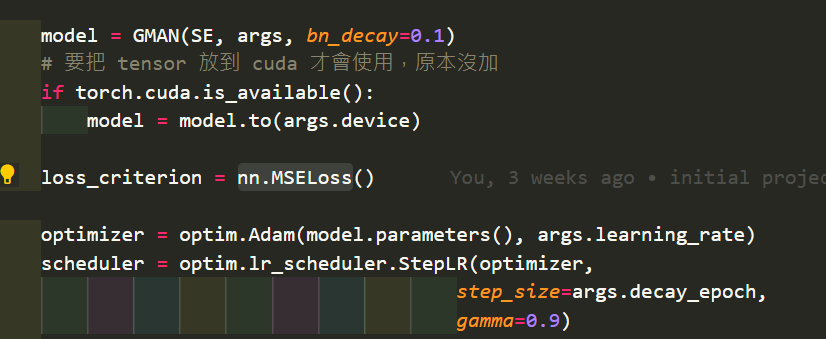 model = GMAN(SE, args, bn_decay=0.1)
# 要把 tensor 放到 cuda 才會使用，原本沒加
if torch.cuda.is_available():
    model = model.to(args.device)
loss_criterion = nn.MSELoss() You, 3 weeks ago • initial projec
optimizer = optim.Adam(model.parameters(), args.learning_rate)
scheduler = optim.lr_scheduler.StepLR(optimizer,
                                    step_size=args.decay_epoch,
                                    gamma=0.9)